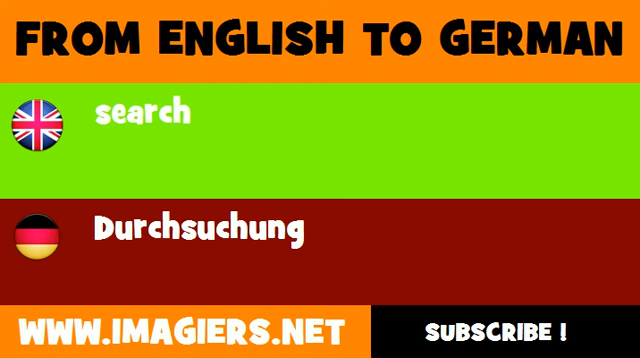 FROM ENGLISH TO GERMAN
search
Durchsuchung
WWW.IMAGIERS.NET
SUBSCRIBE !